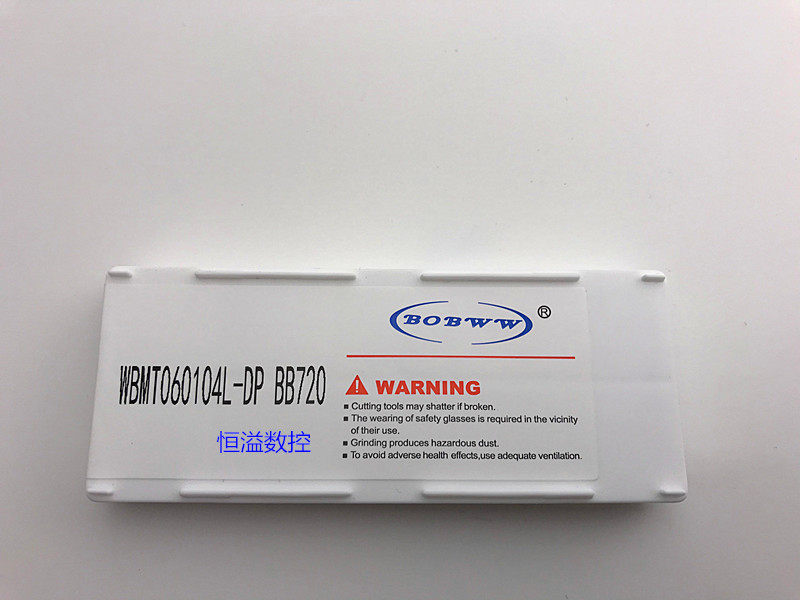 BOBWW®
WBMT060104L-DP BB720
恒溢数控
WARNING
▪ Cutting tools may shatter if broken.
▪ The wearing of safety glasses is required in the vicinity
of their use.
▪ Grinding produces hazardous dust.
▪ To avoid adverse health effects,use adequate ventilation.